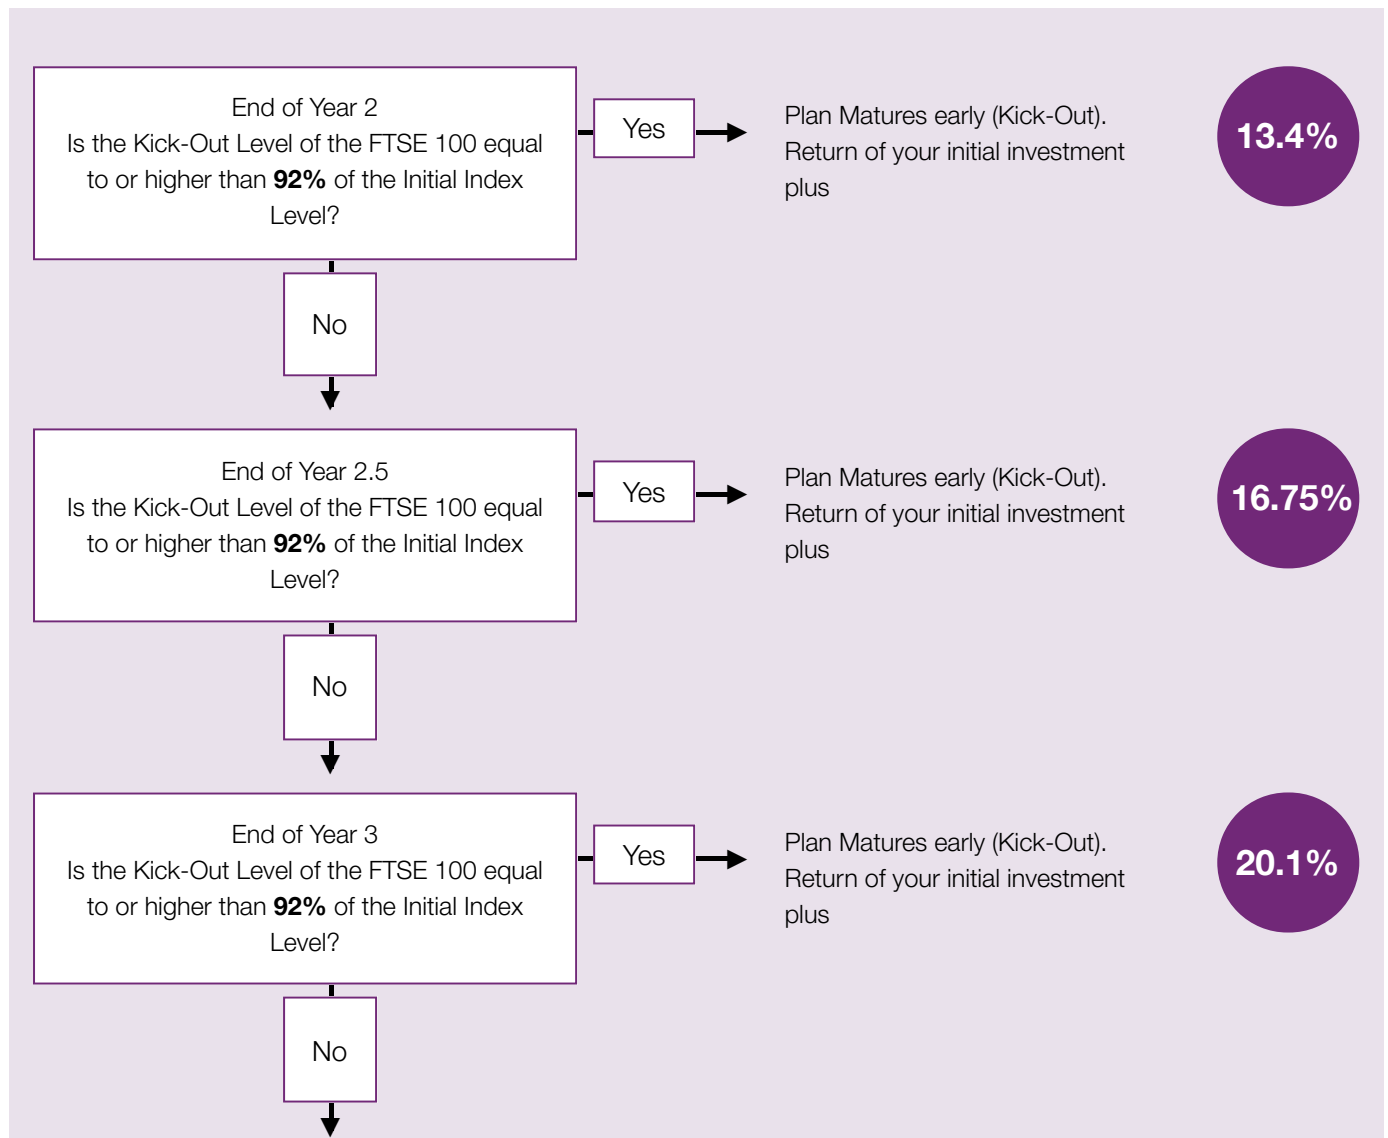 End of Year 2
Is the Kick-Out Level of the FTSE 100 equal
to or higher than 92% of the Initial Index
Level?
Yes
Plan Matures early (Kick-Out).
Return of your initial investment
plus
13.4%
No
End of Year 2.5
Is the Kick-Out Level of the FTSE 100 equal
to or higher than 92% of the Initial Index
Level?
Yes
Plan Matures early (Kick-Out).
Return of your initial investment
plus
16.75%
No
End of Year 3
Is the Kick-Out Level of the FTSE 100 equal
to or higher than 92% of the Initial Index
Level?
Yes
Plan Matures early (Kick-Out).
Return of your initial investment
plus
20.1%
No